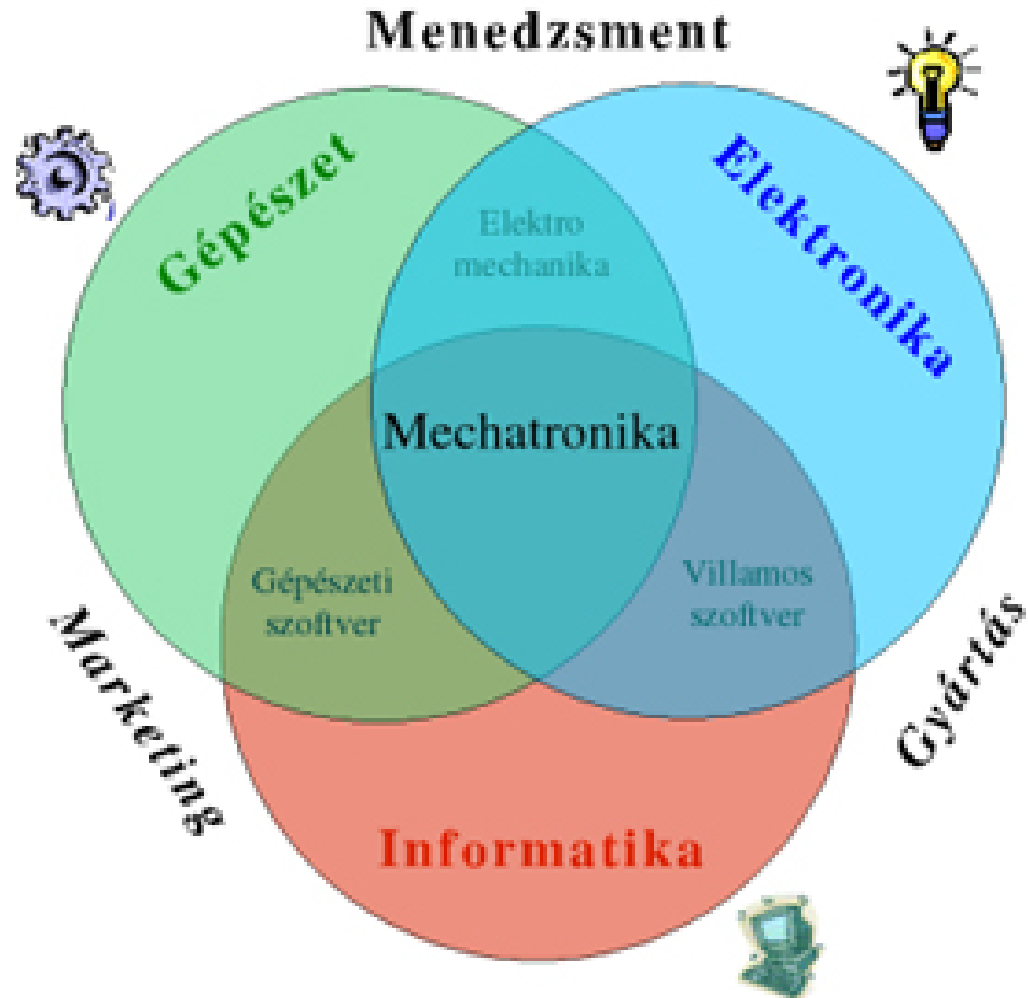 Menedzsment
Gépészet
Elektronika
Elektro
mechanika
Mechatronika
Gépészeti
szoftver
Villamos
szoftver
Marketing
Gyártás
Informatika